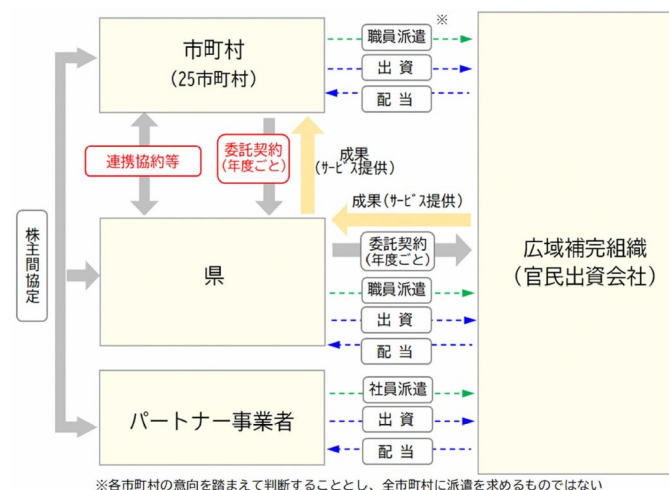 市町村
(25市町村)
職員派遣
※
出 資
配 当
連携協約等
委託契約
(年度ごと)
成果
(サービス提供)
成果(サービス提供)
株主間協定
県
委託契約
(年度ごと)
職員派遣
出 資
配 当
広域補完組織
(官民出資会社)
パートナー事業者
社員派遣
出 資
配 当
※各市町村の意向を踏まえて判断することとし、全市町村に派遣を求めるものではない